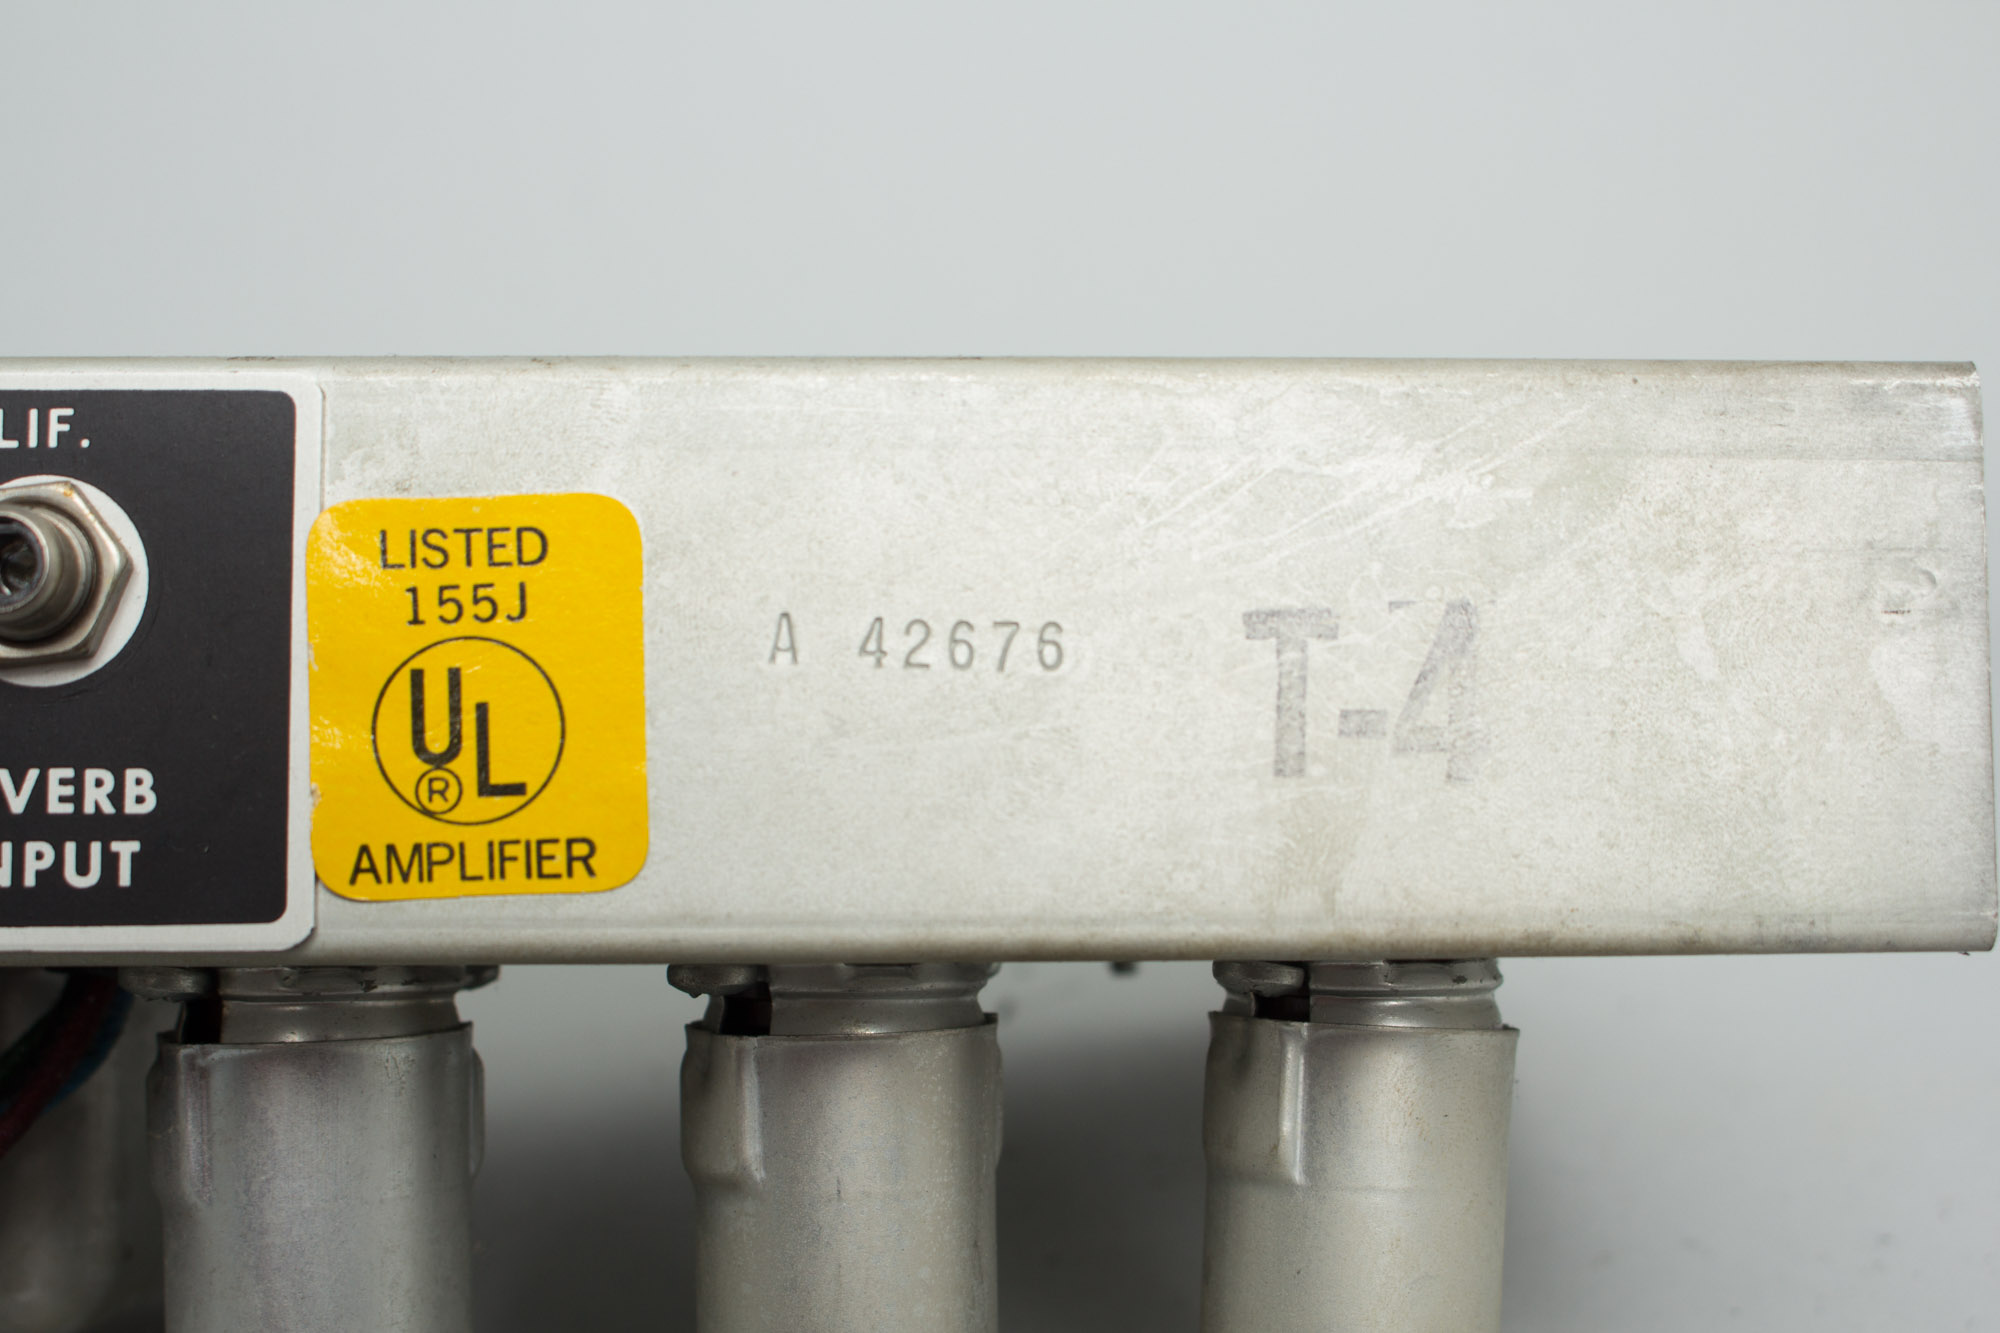 LIF.
VERB
NPUT
LISTED
155J
UL
®
AMPLIFIER
A 42676
T-4